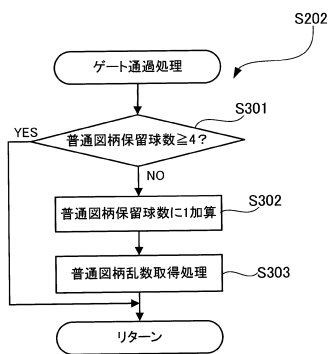 S202
ゲート通過処理
S301
YES
普通図柄保留球数≧4?
NO
S302
普通図柄保留球数に1加算
普通図柄乱数取得処理
S303
リターン